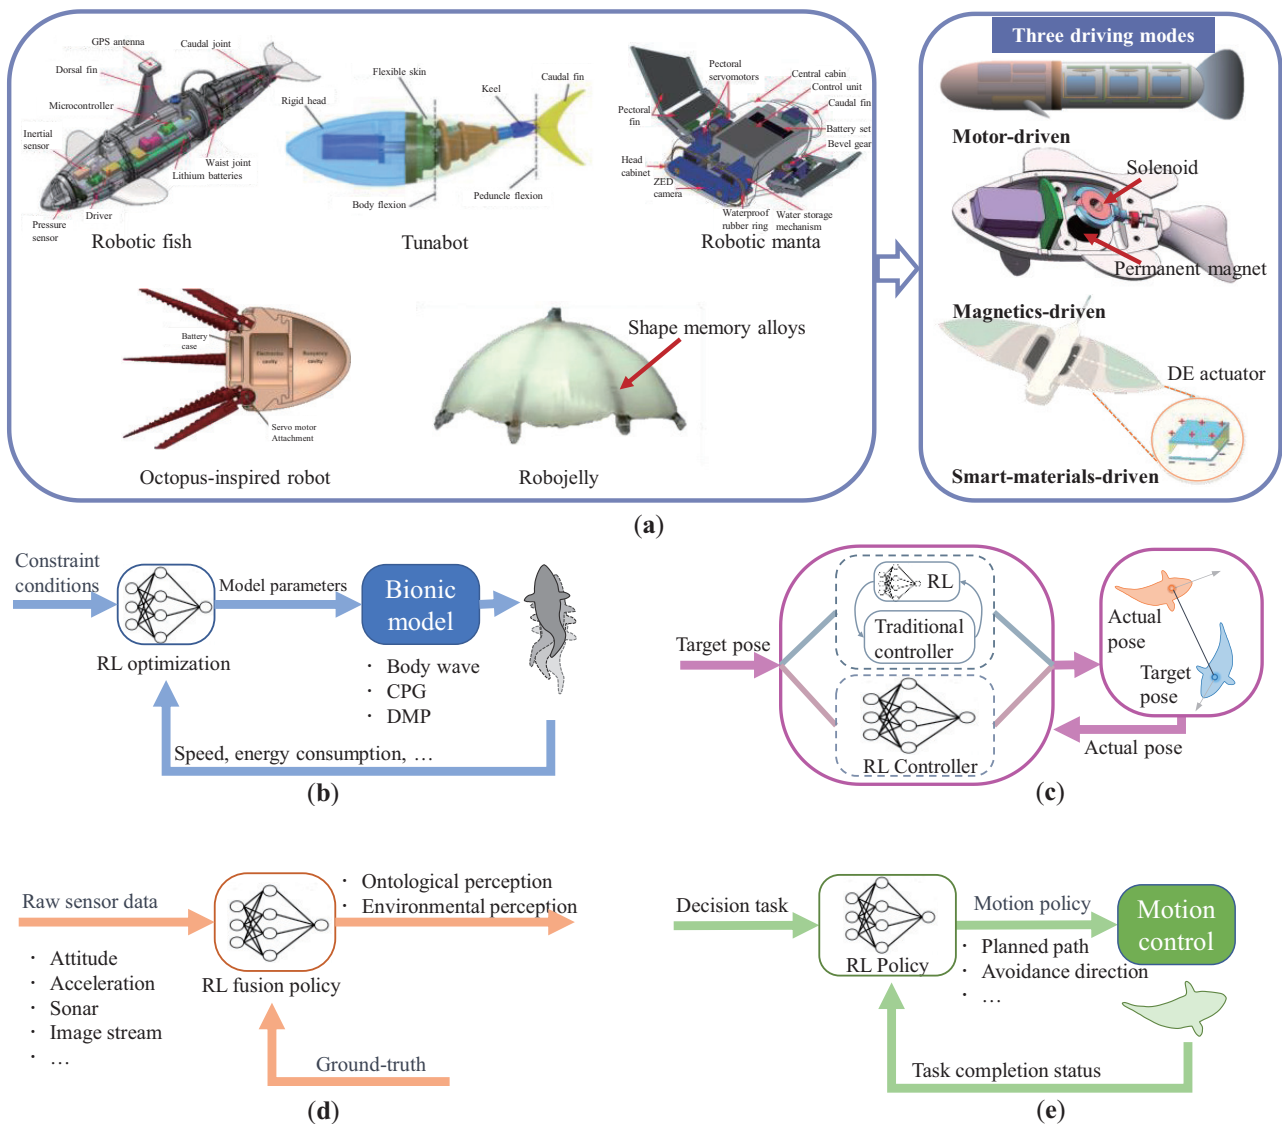 GPS antenna
Caudal joint
Dorsal fin
Microcontroller
Inertial
sensor
Waist joint
Lithium batteries
Driver
Pressure
sensor
Robotic fish
Flexible skin
Caudal fin
Keel
Rigid head
Peduncle flexion
Body flexion
Tunabot
Pectoral
servomotors
Central cabin
Control unit
Caudal fin
Pectoral
fin
Battery set
Bevel gear
Head
cabinet
ZED
camera
Waterproof
rubber ring
Water storage
mechanism
Robotic manta
Battery
case
Electronics
cavity
Buoyancy
cavity
Servo motor
Attachment
Octopus-inspired robot
Shape memory alloys
Robojelly
Three driving modes
Motor-driven
Solenoid
Permanent magnet
Magnetics-driven
DE actuator
Smart-materials-driven
(a)
Constraint
conditions
RL optimization
Model parameters
Bionic
model
· Body wave
· CPG
· DMP
Speed, energy consumption, …
(b)
Target pose
RL
Traditional
controller
RL Controller
Actual
pose
Target
pose
Actual pose
(c)
Raw sensor data
· Attitude
· Acceleration
· Sonar
· Image stream
· …
RL fusion policy
· Ontological perception
· Environmental perception
Ground-truth
(d)
Decision task
RL Policy
Motion policy
· Planned path
· Avoidance direction
· …
Motion
control
Task completion status
(e)